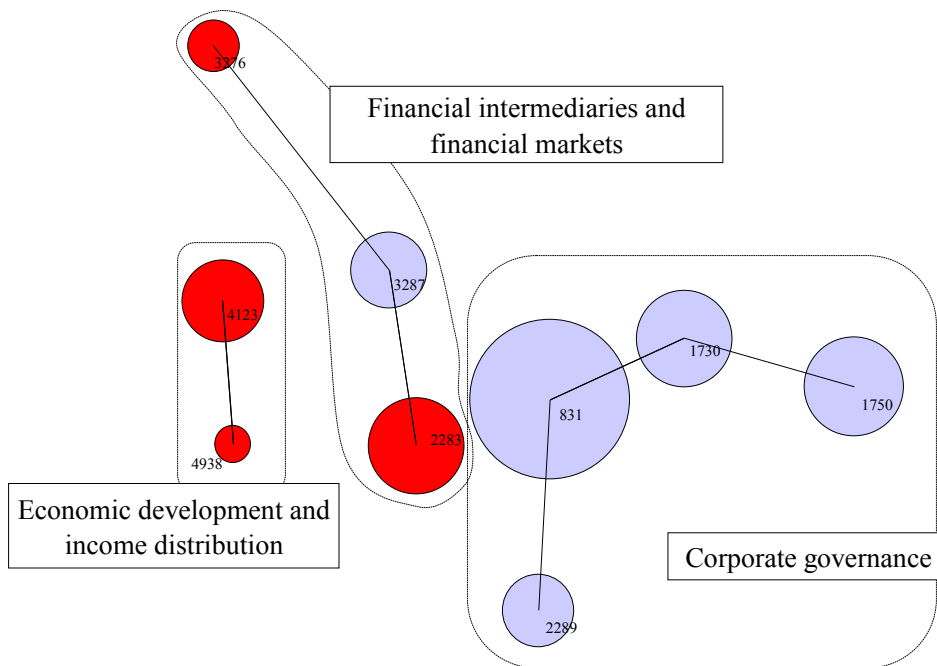 3276
Financial intermediaries and
financial markets
3287
4123
1730
1750
831
2283
4938
Economic development and
income distribution
Corporate governance
2289